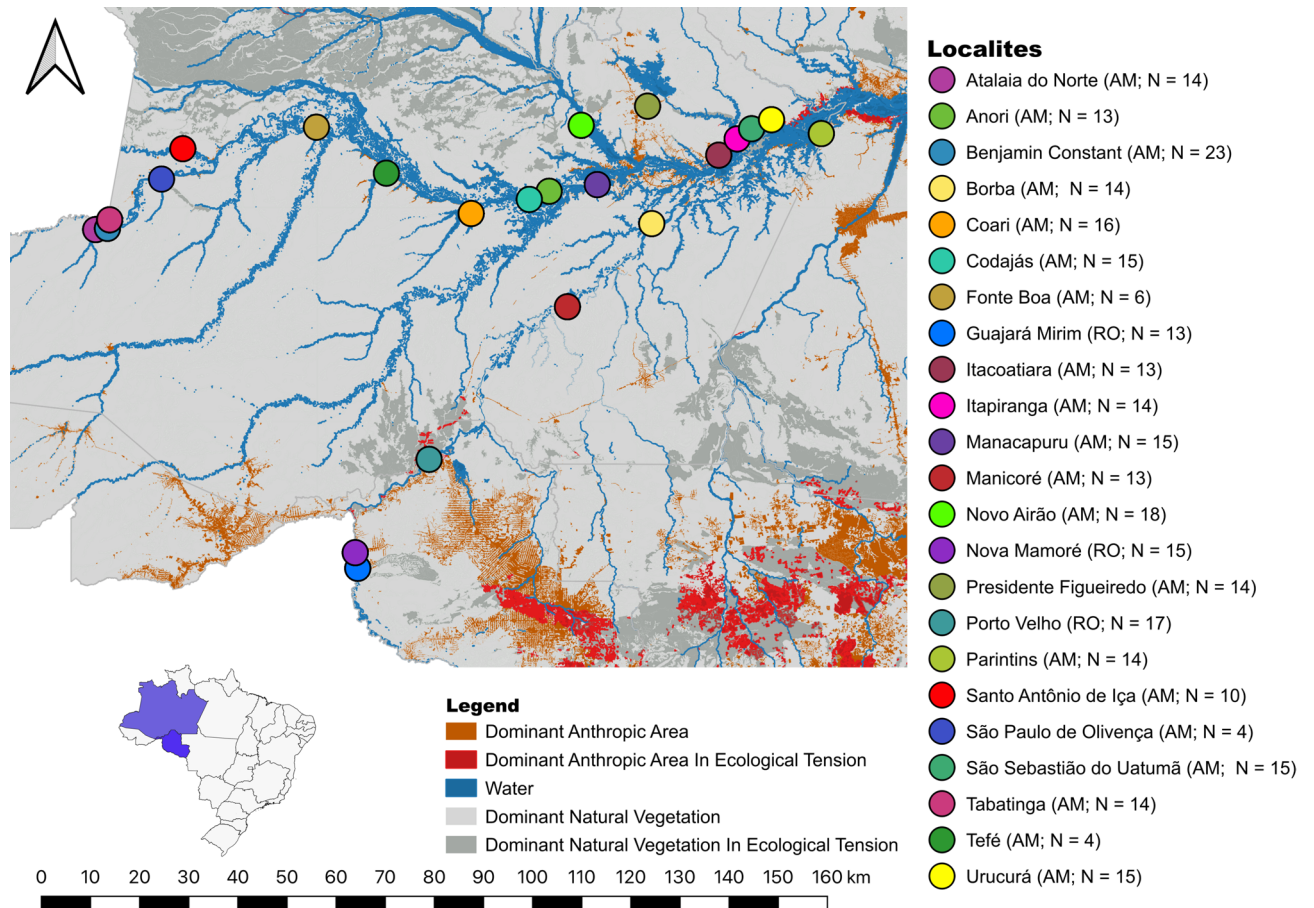 Localites
Atalaia do Norte (AM; N = 14)
Anori (AM; N = 13)
Benjamin Constant (AM; N = 23)
Borba (AM;  N = 14)
Coari (AM; N = 16)
Codajás (AM; N = 15)
Fonte Boa (AM; N = 6)
Guajará Mirim (RO; N = 13)
Itacoatiara (AM; N = 13)
Itapiranga (AM; N = 14)
Manacapuru (AM; N = 15)
Manicoré (AM; N = 13)
Novo Airão (AM; N = 18)
Nova Mamoré (RO; N = 15)
Presidente Figueiredo (AM; N = 14)
Porto Velho (RO; N = 17)
Parintins (AM; N = 14)
Santo Antônio de Iça (AM; N = 10)
São Paulo de Olivença (AM; N = 4)
São Sebastião do Uatumã (AM;  N = 15)
Tabatinga (AM; N = 14)
Tefé (AM; N = 4)
Urucurá (AM; N = 15)
Legend
Dominant Anthropic Area
Dominant Anthropic Area In Ecological Tension
Water
Dominant Natural Vegetation
Dominant Natural Vegetation In Ecological Tension
0 10 20 30 40 50 60 70 80 90 100 110 120 130 140 150 160 km